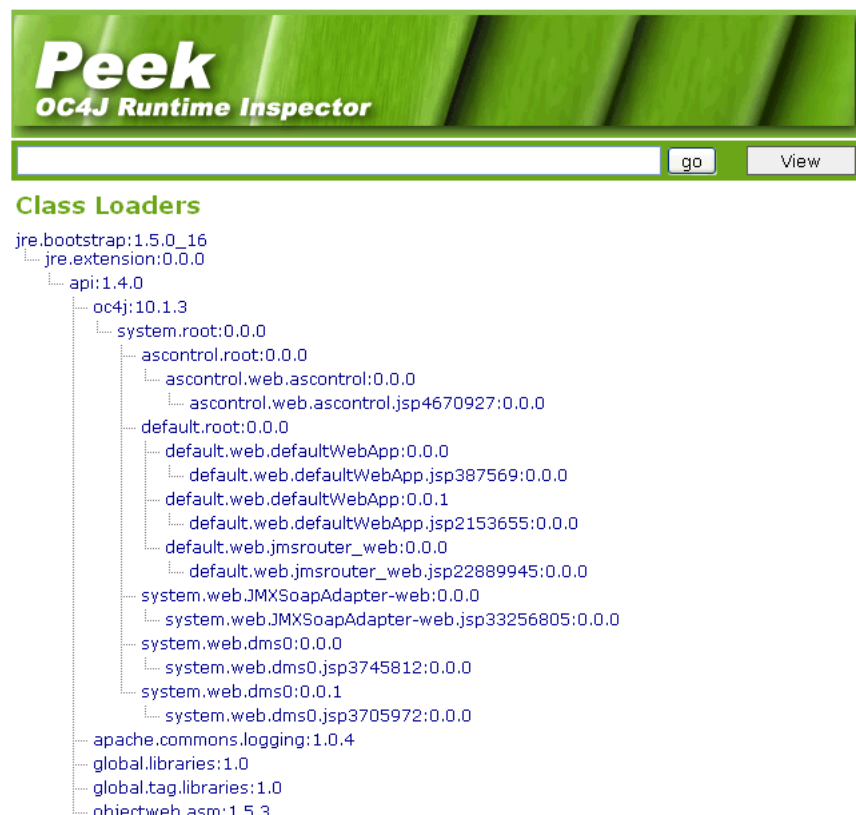 Peek
OC4J Runtime Inspector
go View
Class Loaders
jre.bootstrap:1.5.0_16
jre.extension:0.0.0
api:1.4.0
oc4j:10.1.3
system.root:0.0.0
ascontrol.root:0.0.0
ascontrol.web.ascontrol:0.0.0
ascontrol.web.ascontrol.jsp4670927:0.0.0
default.root:0.0.0
default.web.defaultWebApp:0.0.0
default.web.defaultWebApp.jsp387569:0.0.0
default.web.defaultWebApp:0.0.1
default.web.defaultWebApp.jsp2153655:0.0.0
default.web.jmsrouter_web:0.0.0
default.web.jmsrouter_web.jsp22889945:0.0.0
system.web.JMXSoapAdapter-web:0.0.0
system.web.JMXSoapAdapter-web.jsp33256805:0.0.0
system.web.dms0:0.0.0
system.web.dms0.jsp3745812:0.0.0
system.web.dms0:0.0.1
system.web.dms0.jsp3705972:0.0.0
apache.commons.logging:1.0.4
global.libraries:1.0
global.tag.libraries:1.0
objectweb.asm:1.5.3